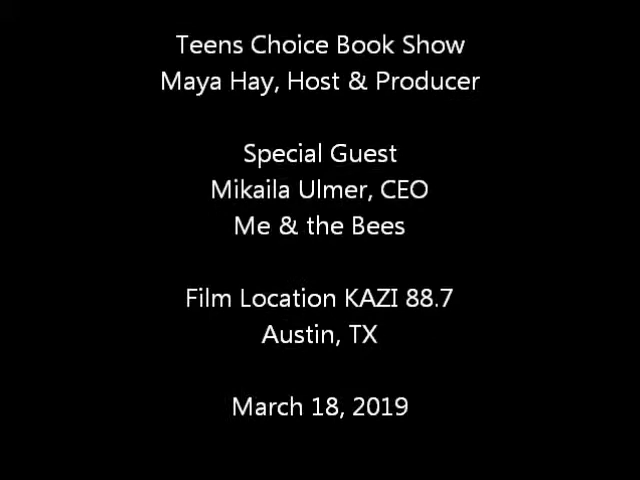 Teens Choice Book Show
Maya Hay, Host & Producer
Special Guest
Mikaila Ulmer, CEO
Me & the Bees
Film Location KAZI 88.7
Austin, TX
March 18, 2019